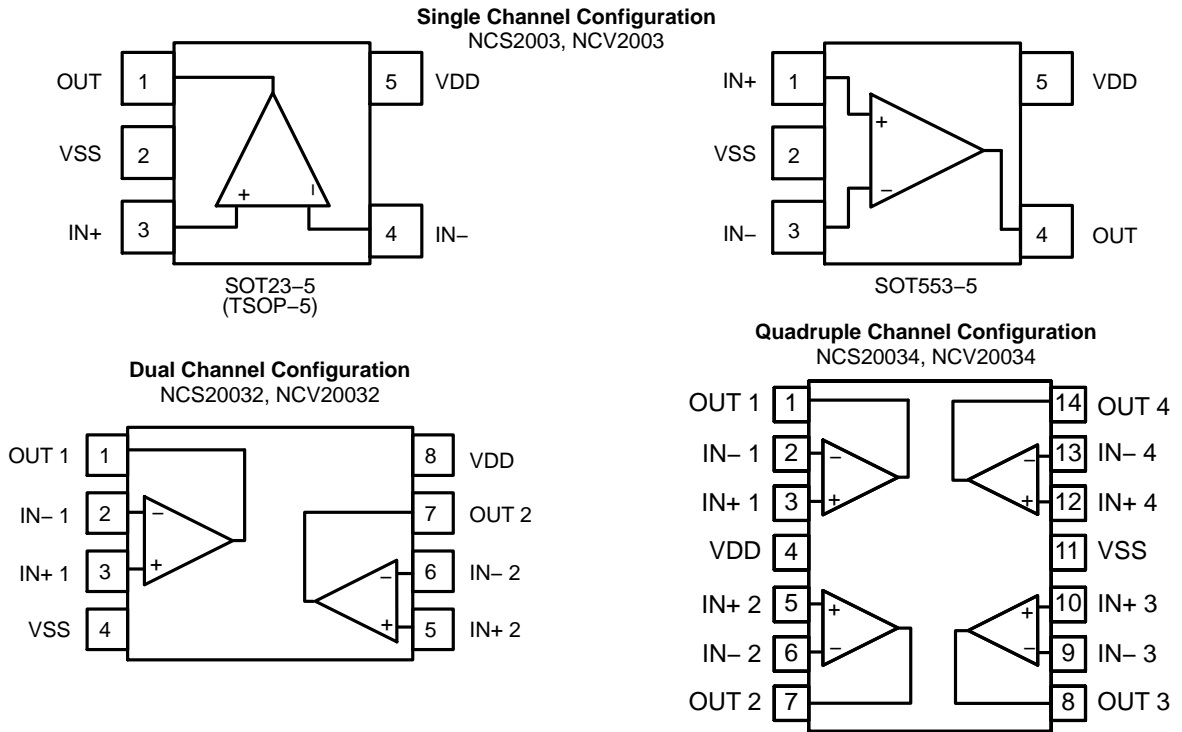 Single Channel Configuration
NCS2003, NCV2003
OUT 1 5 VDD
VSS 2
+ −
IN+ 3 4 IN−
SOT23−5
(TSOP−5)
IN+ 1 5 VDD
+
VSS 2
−
IN− 3 4 OUT
SOT553−5
Dual Channel Configuration
NCS20032, NCV20032
OUT 1 1 8 VDD
IN− 1 2 − 7 OUT 2
IN+ 1 3 + − 6 IN− 2
VSS 4 + 5 IN+ 2
Quadruple Channel Configuration
NCS20034, NCV20034
OUT 1 1 14 OUT 4
IN− 1 2 − − 13 IN− 4
IN+ 1 3 + + 12 IN+ 4
VDD 4 11 VSS
IN+ 2 5 + + 10 IN+ 3
IN− 2 6 − − 9 IN− 3
OUT 2 7 8 OUT 3